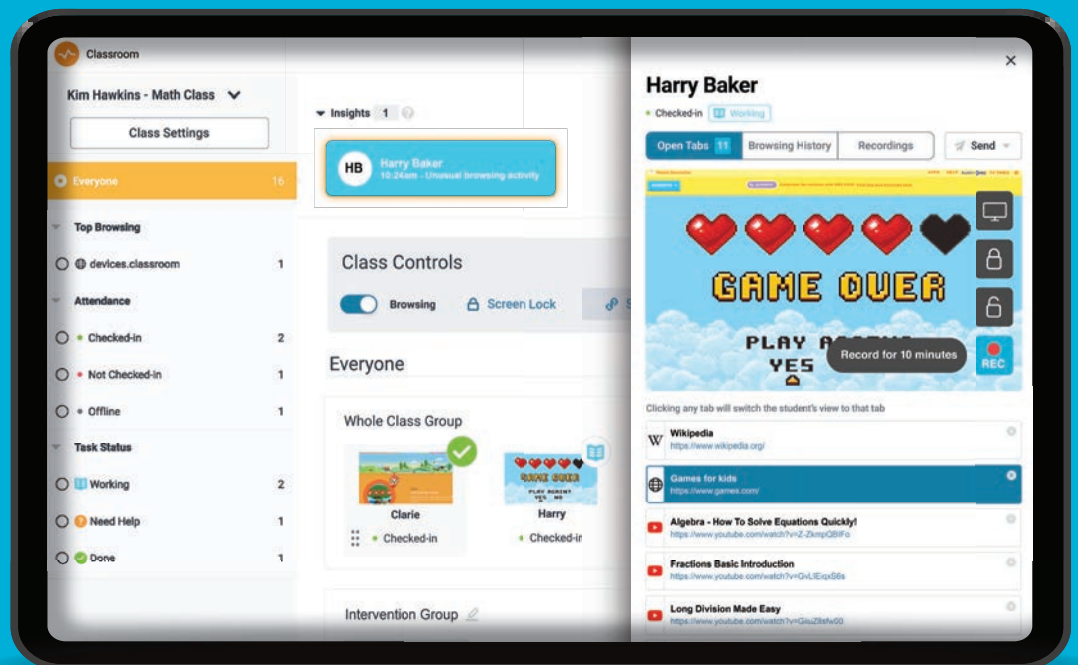 Classroom
Kim Hawkins - Math Class
Class Settings
Everyone 16
Top Browsing
devices.classroom 1
Attendance
Checked-in 2
Not Checked-in 1
Offline 1
Task Status
Working 2
Need Help 1
Done 1
Insights 1
HB
Harry Baker
10:24am - Unusual browsing activity
Class Controls
Browsing
Screen Lock
S
Everyone
Whole Class Group
Clarie
Checked-in
GAME OVER
PLAY AGAIN?
YES NO
Harry
Checked-in
Intervention Group
Harry Baker
Checked-in
Working
Open Tabs 11
Browsing History
Recordings
Send
GAME OVER
PLAY
YES
Record for 10 minutes
REC
Clicking any tab will switch the student's view to that tab
W
Wikipedia
https://www.wikipedia.org/
Games for kids
https://www.games.com/
Algebra - How To Solve Equations Quickly!
Fractions Basic Introduction
Long Division Made Easy